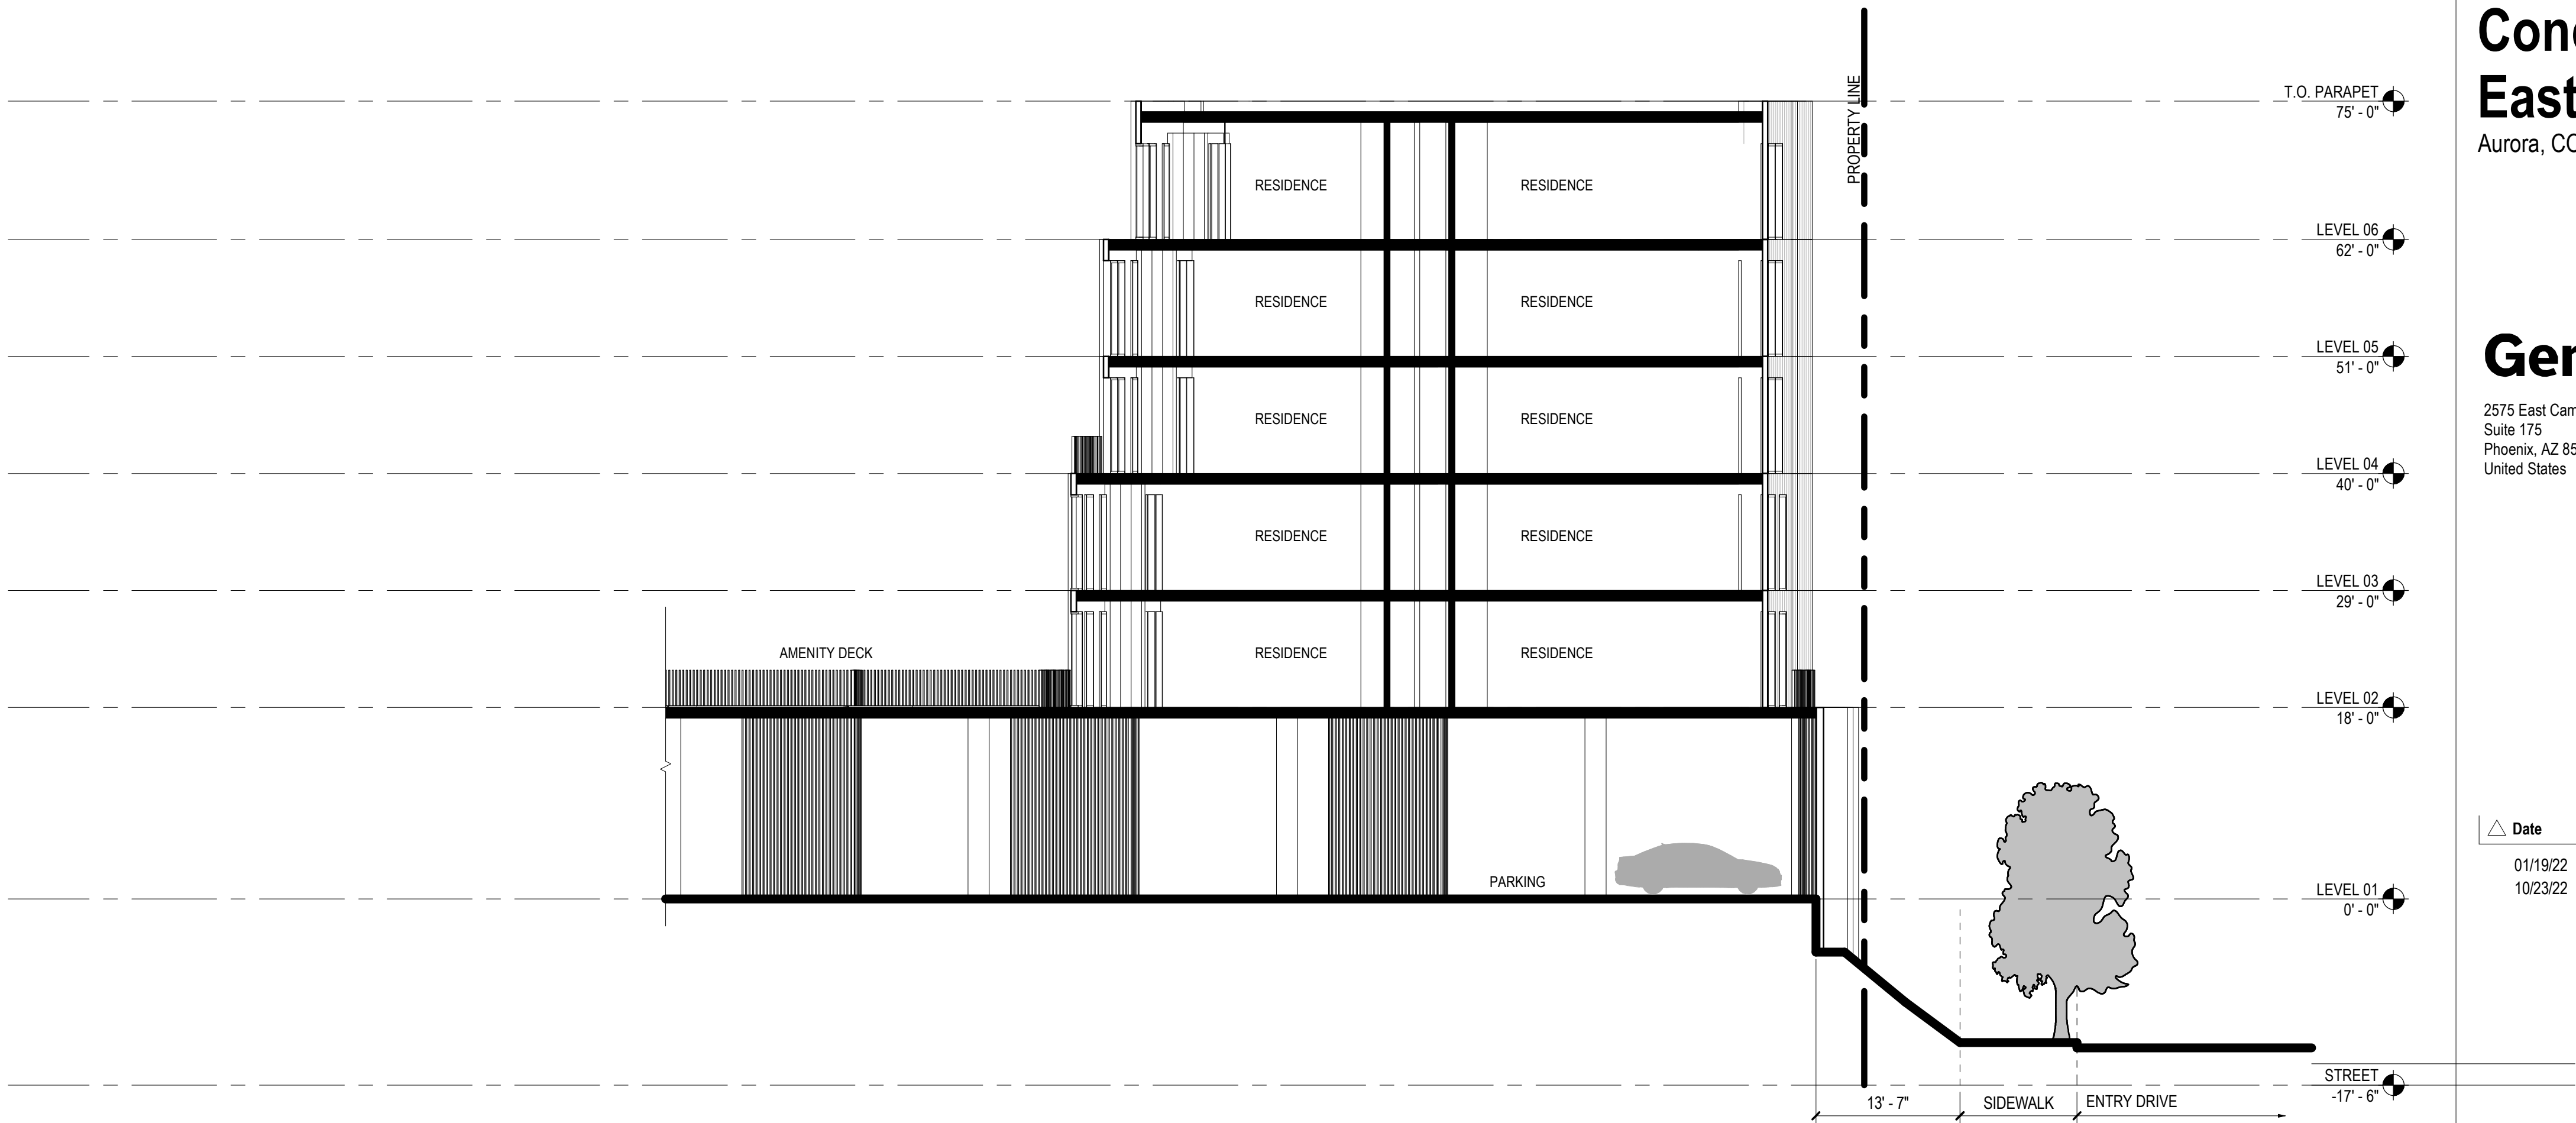 Conc
East
Aurora, CO
PROPERTY LINE
T.O. PARAPET
75' - 0"
RESIDENCE RESIDENCE
LEVEL 06
62' - 0"
RESIDENCE RESIDENCE
LEVEL 05
51' - 0"
Gen
2575 East Cam
Suite 175
Phoenix, AZ 85
United States
RESIDENCE RESIDENCE
LEVEL 04
40' - 0"
RESIDENCE RESIDENCE
LEVEL 03
29' - 0"
AMENITY DECK
RESIDENCE RESIDENCE
LEVEL 02
18' - 0"
Date
01/19/22
10/23/22
PARKING
LEVEL 01
0' - 0"
STREET
-17' - 6"
13' - 7" SIDEWALK ENTRY DRIVE